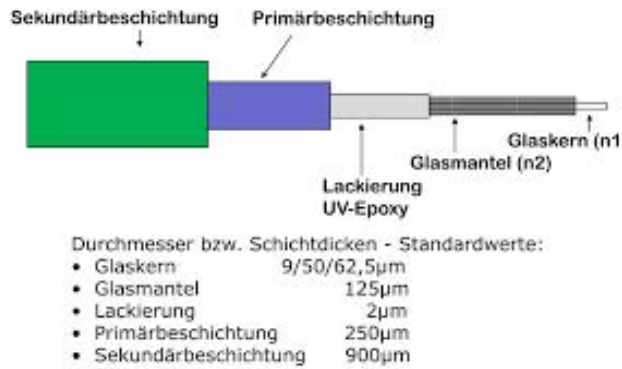 Sekundärbeschichtung Primärbeschichtung
Glaskern (n1
Glasmantel (n2)
Lackierung
UV-Epoxy
Durchmesser bzw. Schichtdicken - Standardwerte:
• Glaskern 9/50/62,5µm
• Glasmantel 125µm
• Lackierung 2µm
• Primärbeschichtung 250µm
• Sekundärbeschichtung 900µm